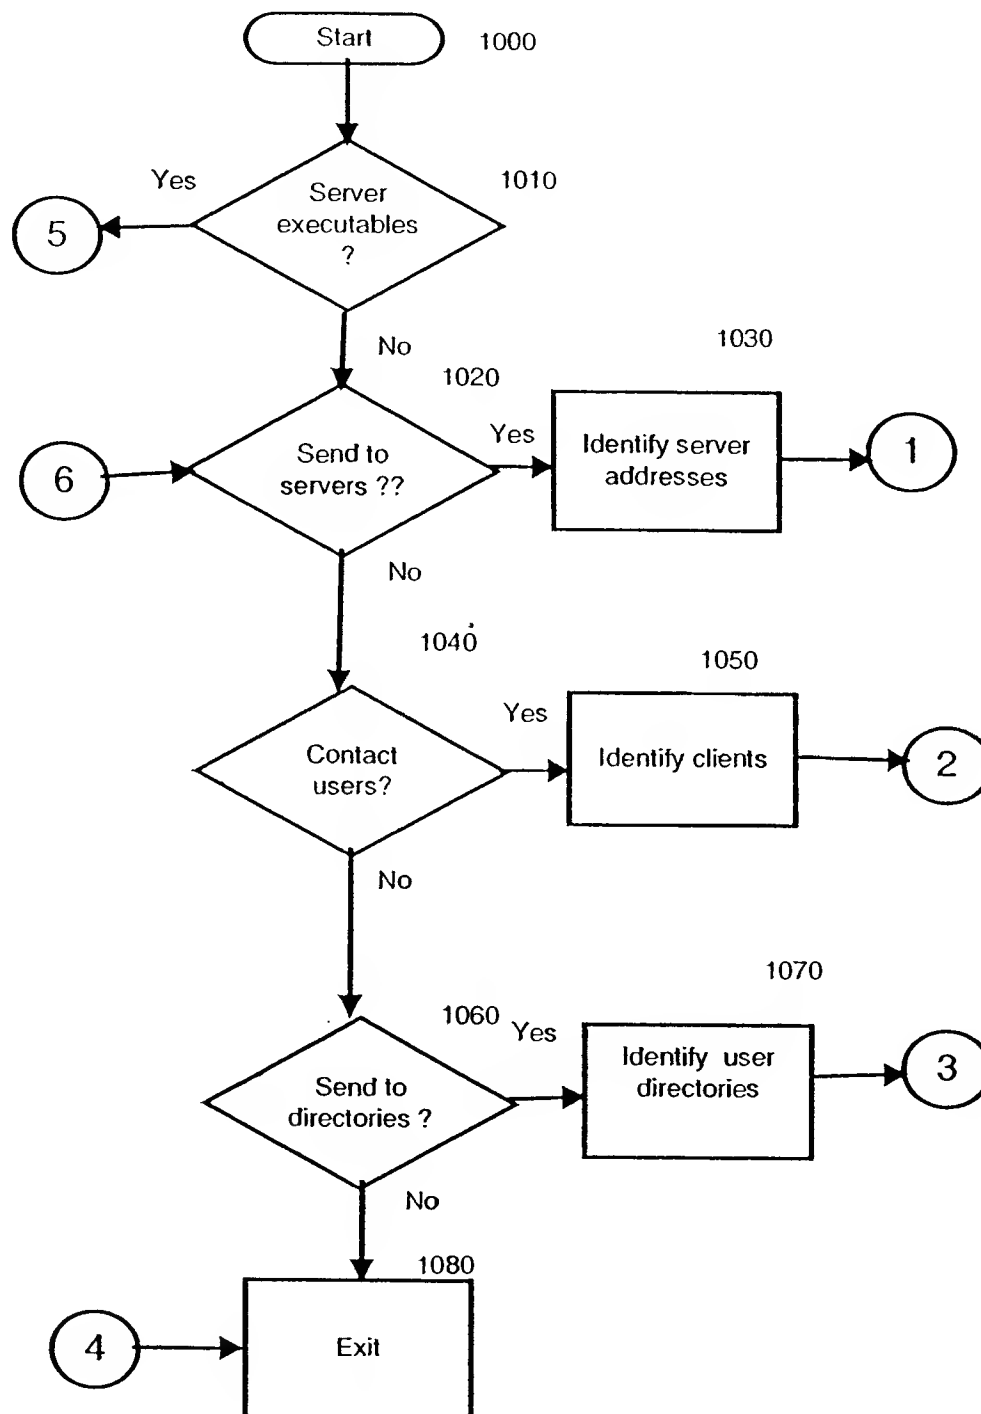 Start
1000
Yes
Server
executables
?
1010
5
No
1020
1030
6
Send to
servers ??
Yes
Identify server
addresses
1
No
1040
1050
Contact
users?
Yes
Identify clients
2
No
1060
1070
Send to
directories ?
Yes
Identify user
directories
3
No
1080
4
Exit